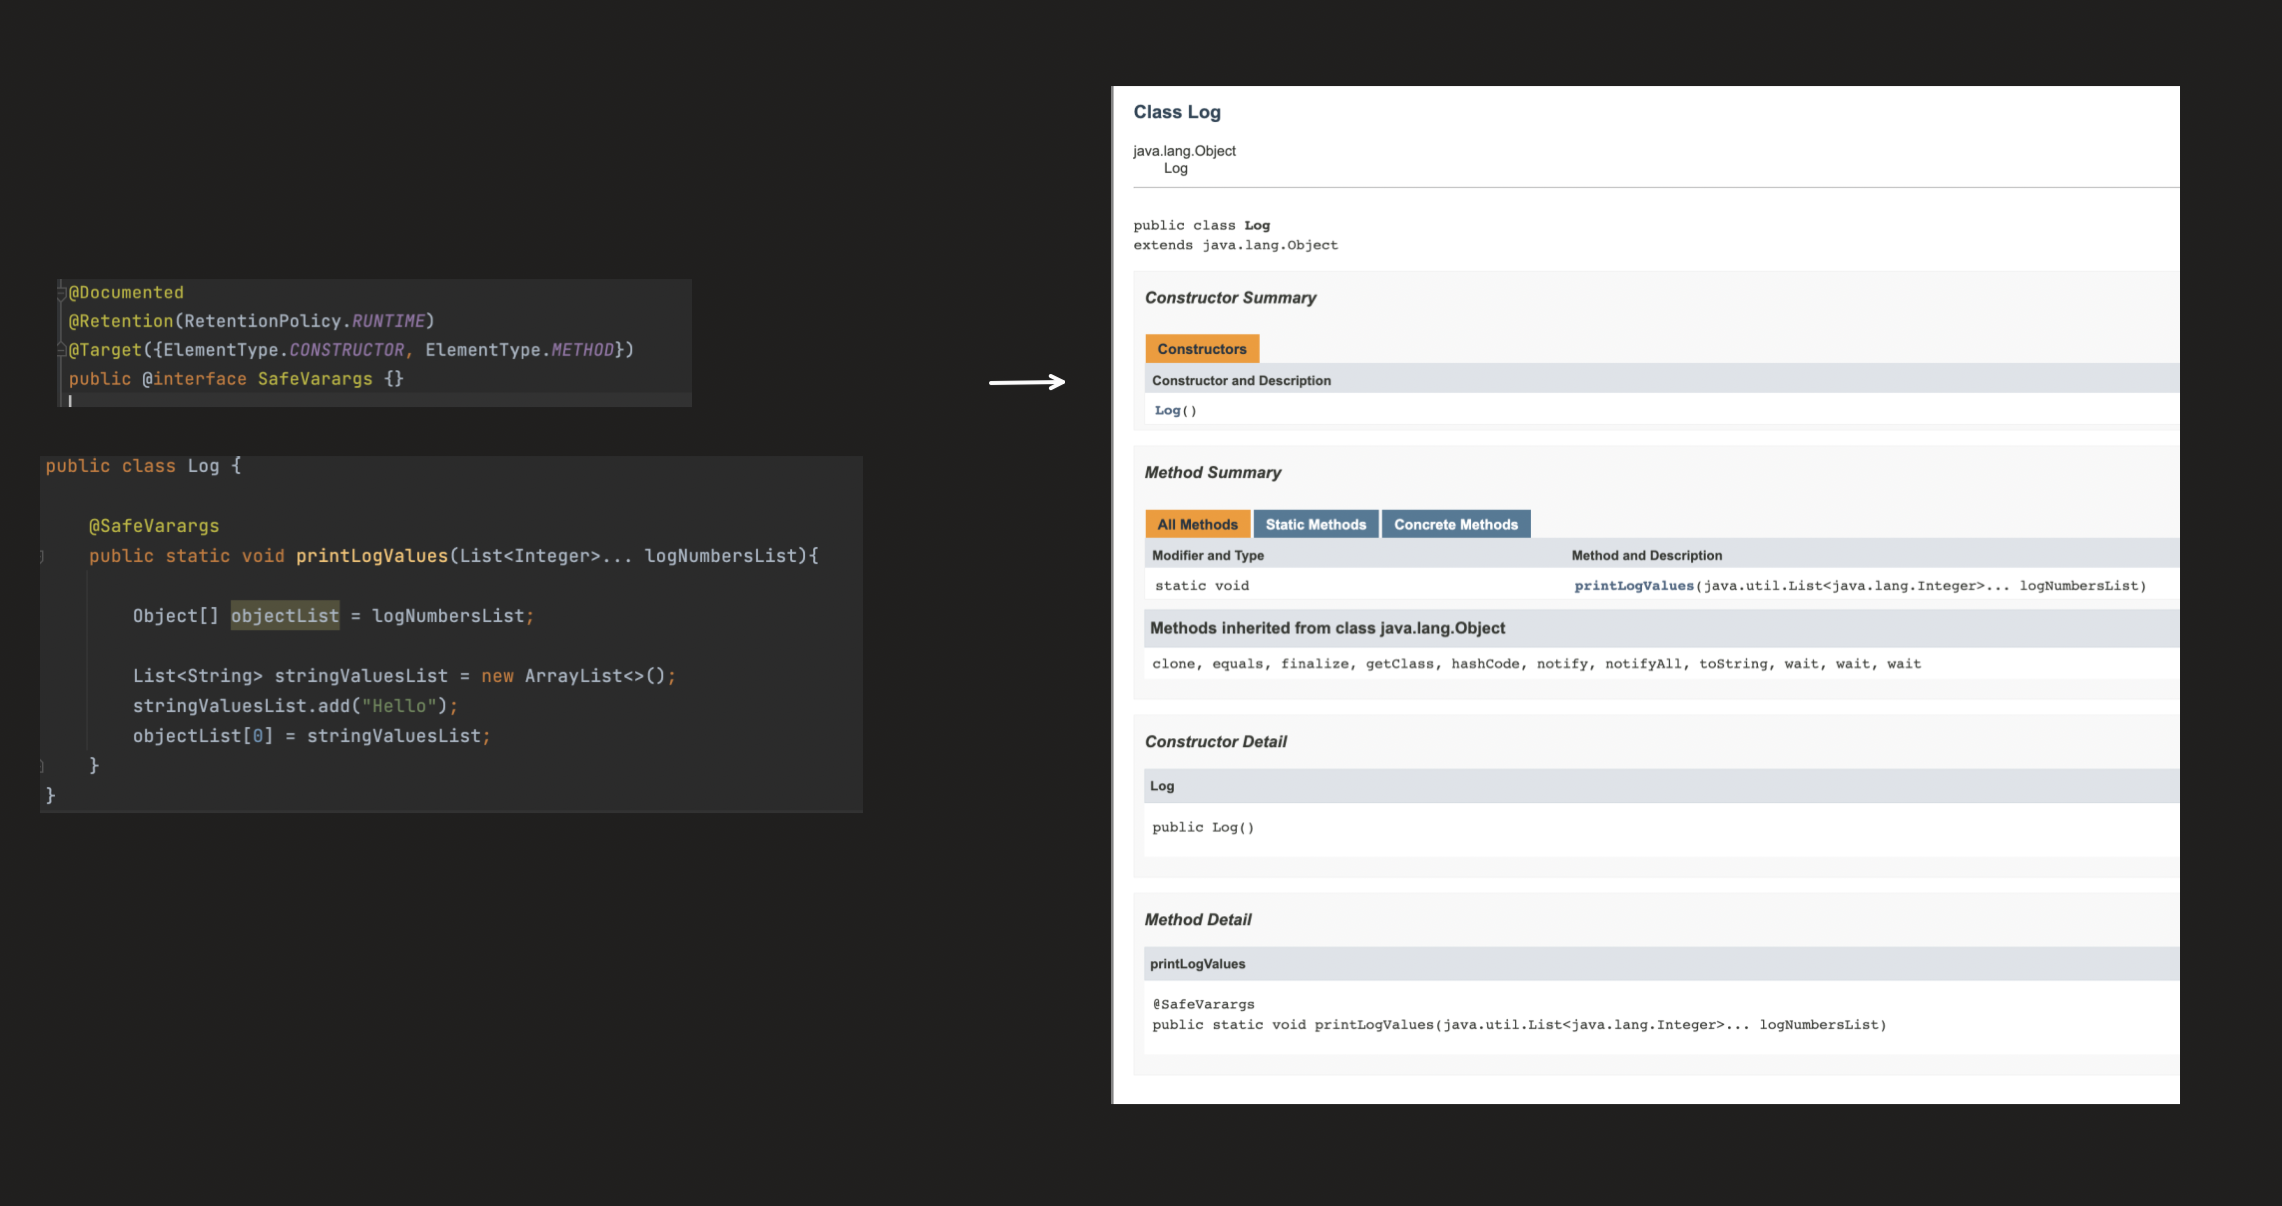 @Documented
@Retention(RetentionPolicy.RUNTIME)
@Target({ElementType.CONSTRUCTOR, ElementType.METHOD})
public @interface SafeVarargs {}
public class Log {
@SafeVarargs
public static void printLogValues(List<Integer>... logNumbersList){
Object[] objectList = logNumbersList;
List<String> stringValuesList = new ArrayList<>();
stringValuesList.add("Hello");
objectList[0] = stringValuesList;
}
}
Class Log
java.lang.Object
Log
public class Log
extends java.lang.Object
Constructor Summary
Constructors
Constructor and Description
Log()
Method Summary
All Methods Static Methods Concrete Methods
Modifier and Type Method and Description
static void printLogValues(java.util.List<java.lang.Integer>... logNumbersList)
Methods inherited from class java.lang.Object
clone, equals, finalize, getClass, hashCode, notify, notifyAll, toString, wait, wait, wait
Constructor Detail
Log
public Log()
Method Detail
printLogValues
@SafeVarargs
public static void printLogValues(java.util.List<java.lang.Integer>... logNumbersList)